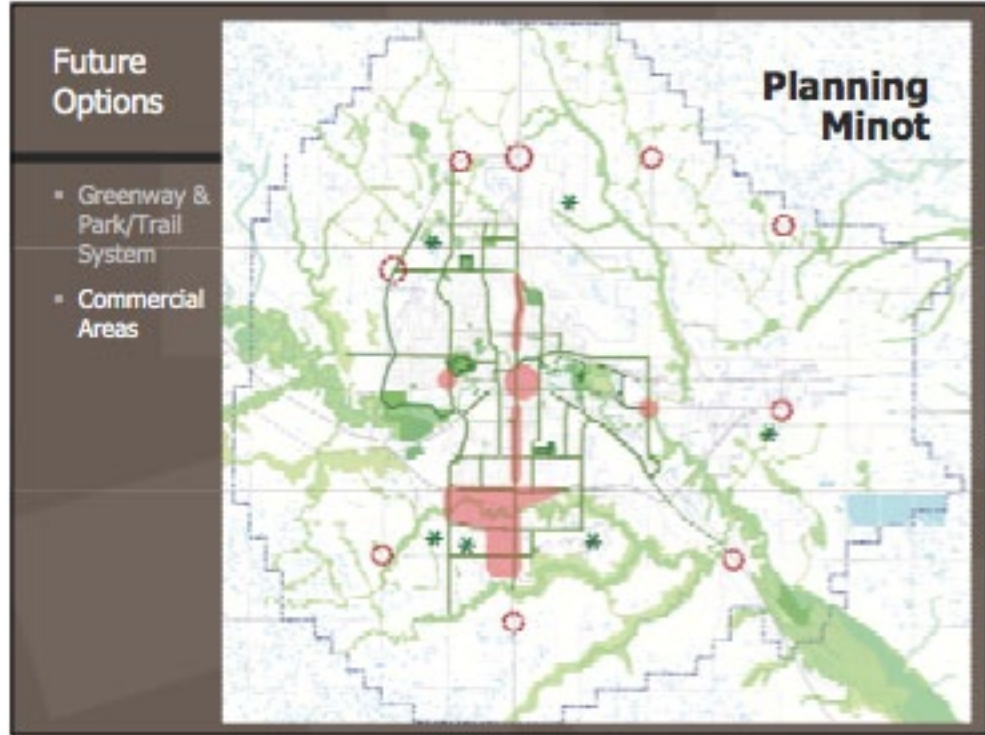 Future
Options
▪ Greenway &
Park/Trail
System
▪ Commercial
Areas
Planning
Minot